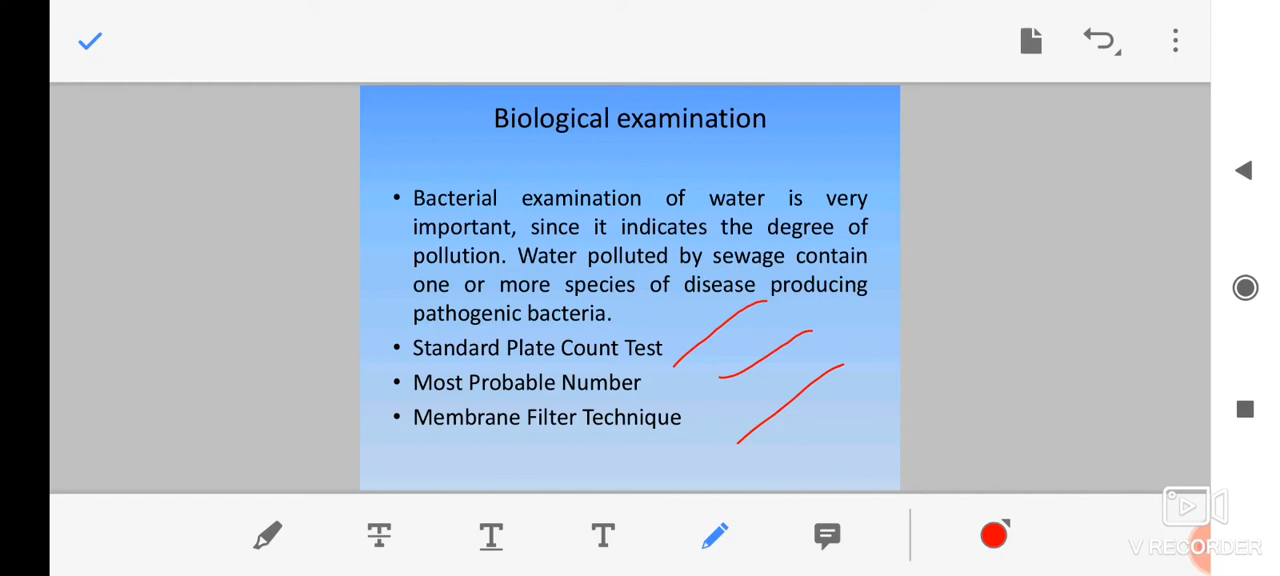 Biological examination
• Bacterial examination of water is very
important, since it indicates the degree of
pollution. Water polluted by sewage contain
one or more species of disease producing
pathogenic bacteria.
• Standard Plate Count Test
• Most Probable Number
• Membrane Filter Technique
T T T
V RECORDER